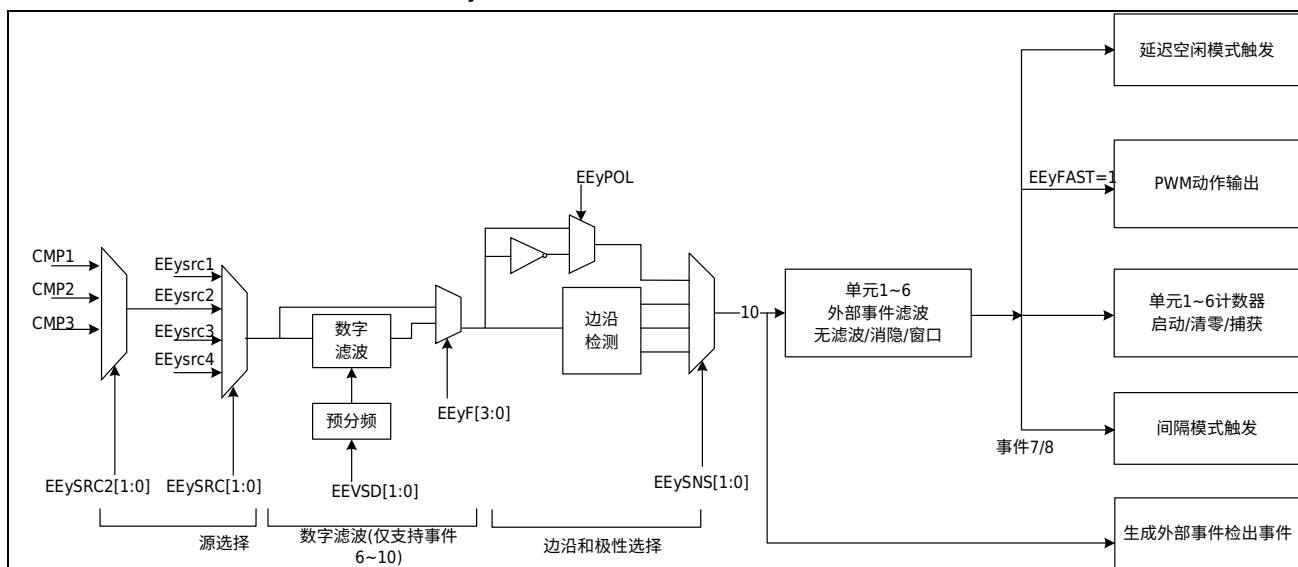 延迟空闲模式触发
EEyPOL
EEyFAST=1
PWM动作输出
CMP1
CMP2
CMP3
EEysrc1
EEysrc2
EEysrc3
EEysrc4
数字
滤波
预分频
边沿
检测
10
单元1~6
外部事件滤波
无滤波/消隐/窗口
单元1~6计数器
启动/清零/捕获
EEyF[3:0]
事件7/8
间隔模式触发
EEySRC2[1:0]
EEySRC[1:0]
EEVSD[1:0]
EEySNS[1:0]
源选择
数字滤波(仅支持事件
6~10)
边沿和极性选择
生成外部事件检出事件